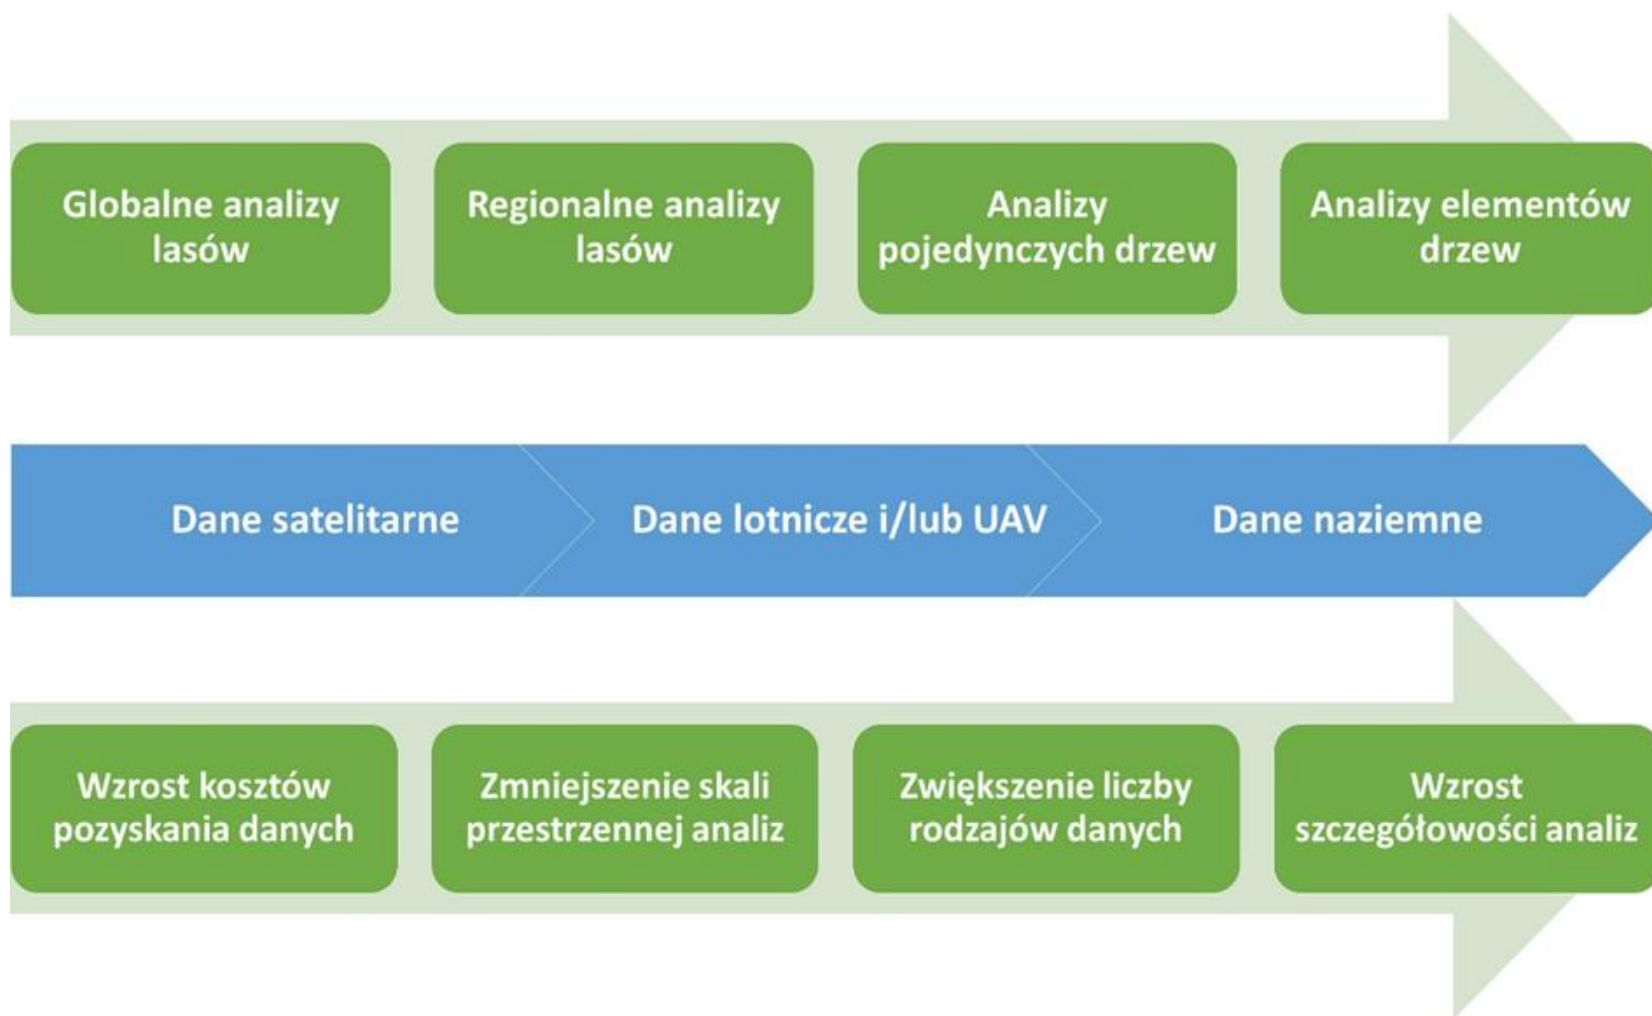 Globalne analizy
lasów
Regionalne analizy
lasów
Analizy
pojedynczych drzew
Analizy elementów
drzew
Dane satelitarne
Dane lotnicze i/lub UAV
Dane naziemne
Wzrost kosztów
pozyskania danych
Zmniejszenie skali
przestrzennej analiz
Zwiększenie liczby
rodzajów danych
Wzrost
szczegółowości analiz